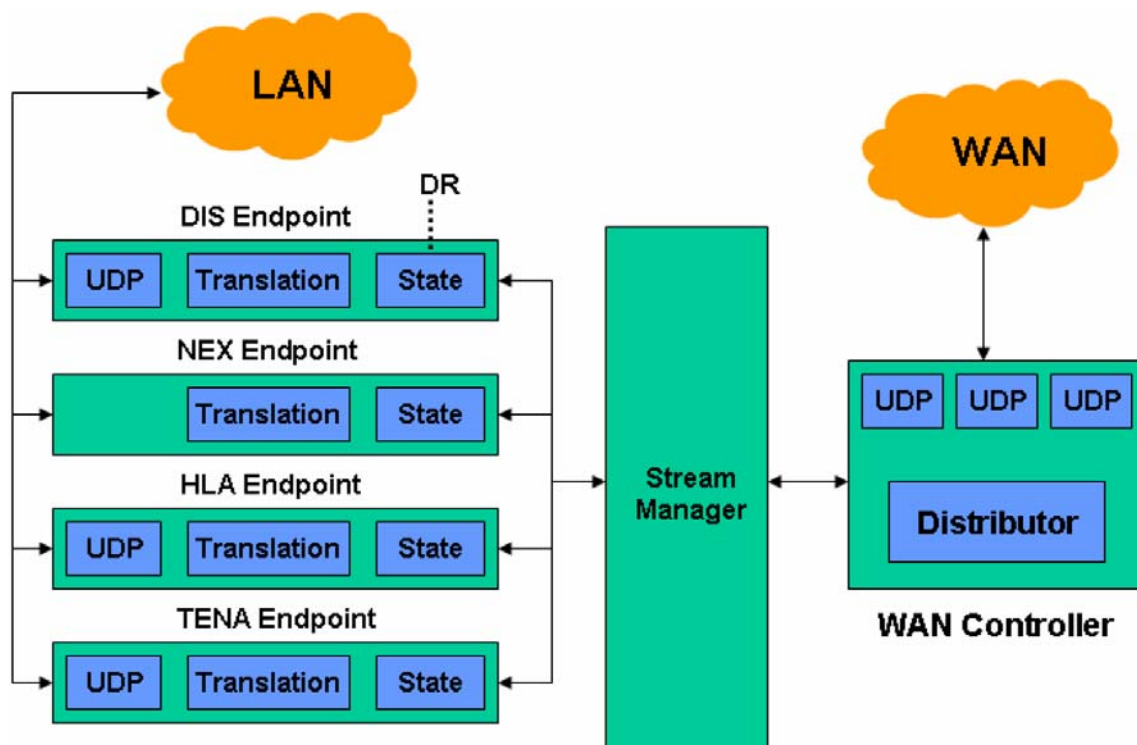 LAN
WAN
DR
DIS Endpoint
UDP Translation State
NEX Endpoint
Translation State
HLA Endpoint
UDP Translation State
TENA Endpoint
UDP Translation State
Stream
Manager
UDP UDP UDP
Distributor
WAN Controller